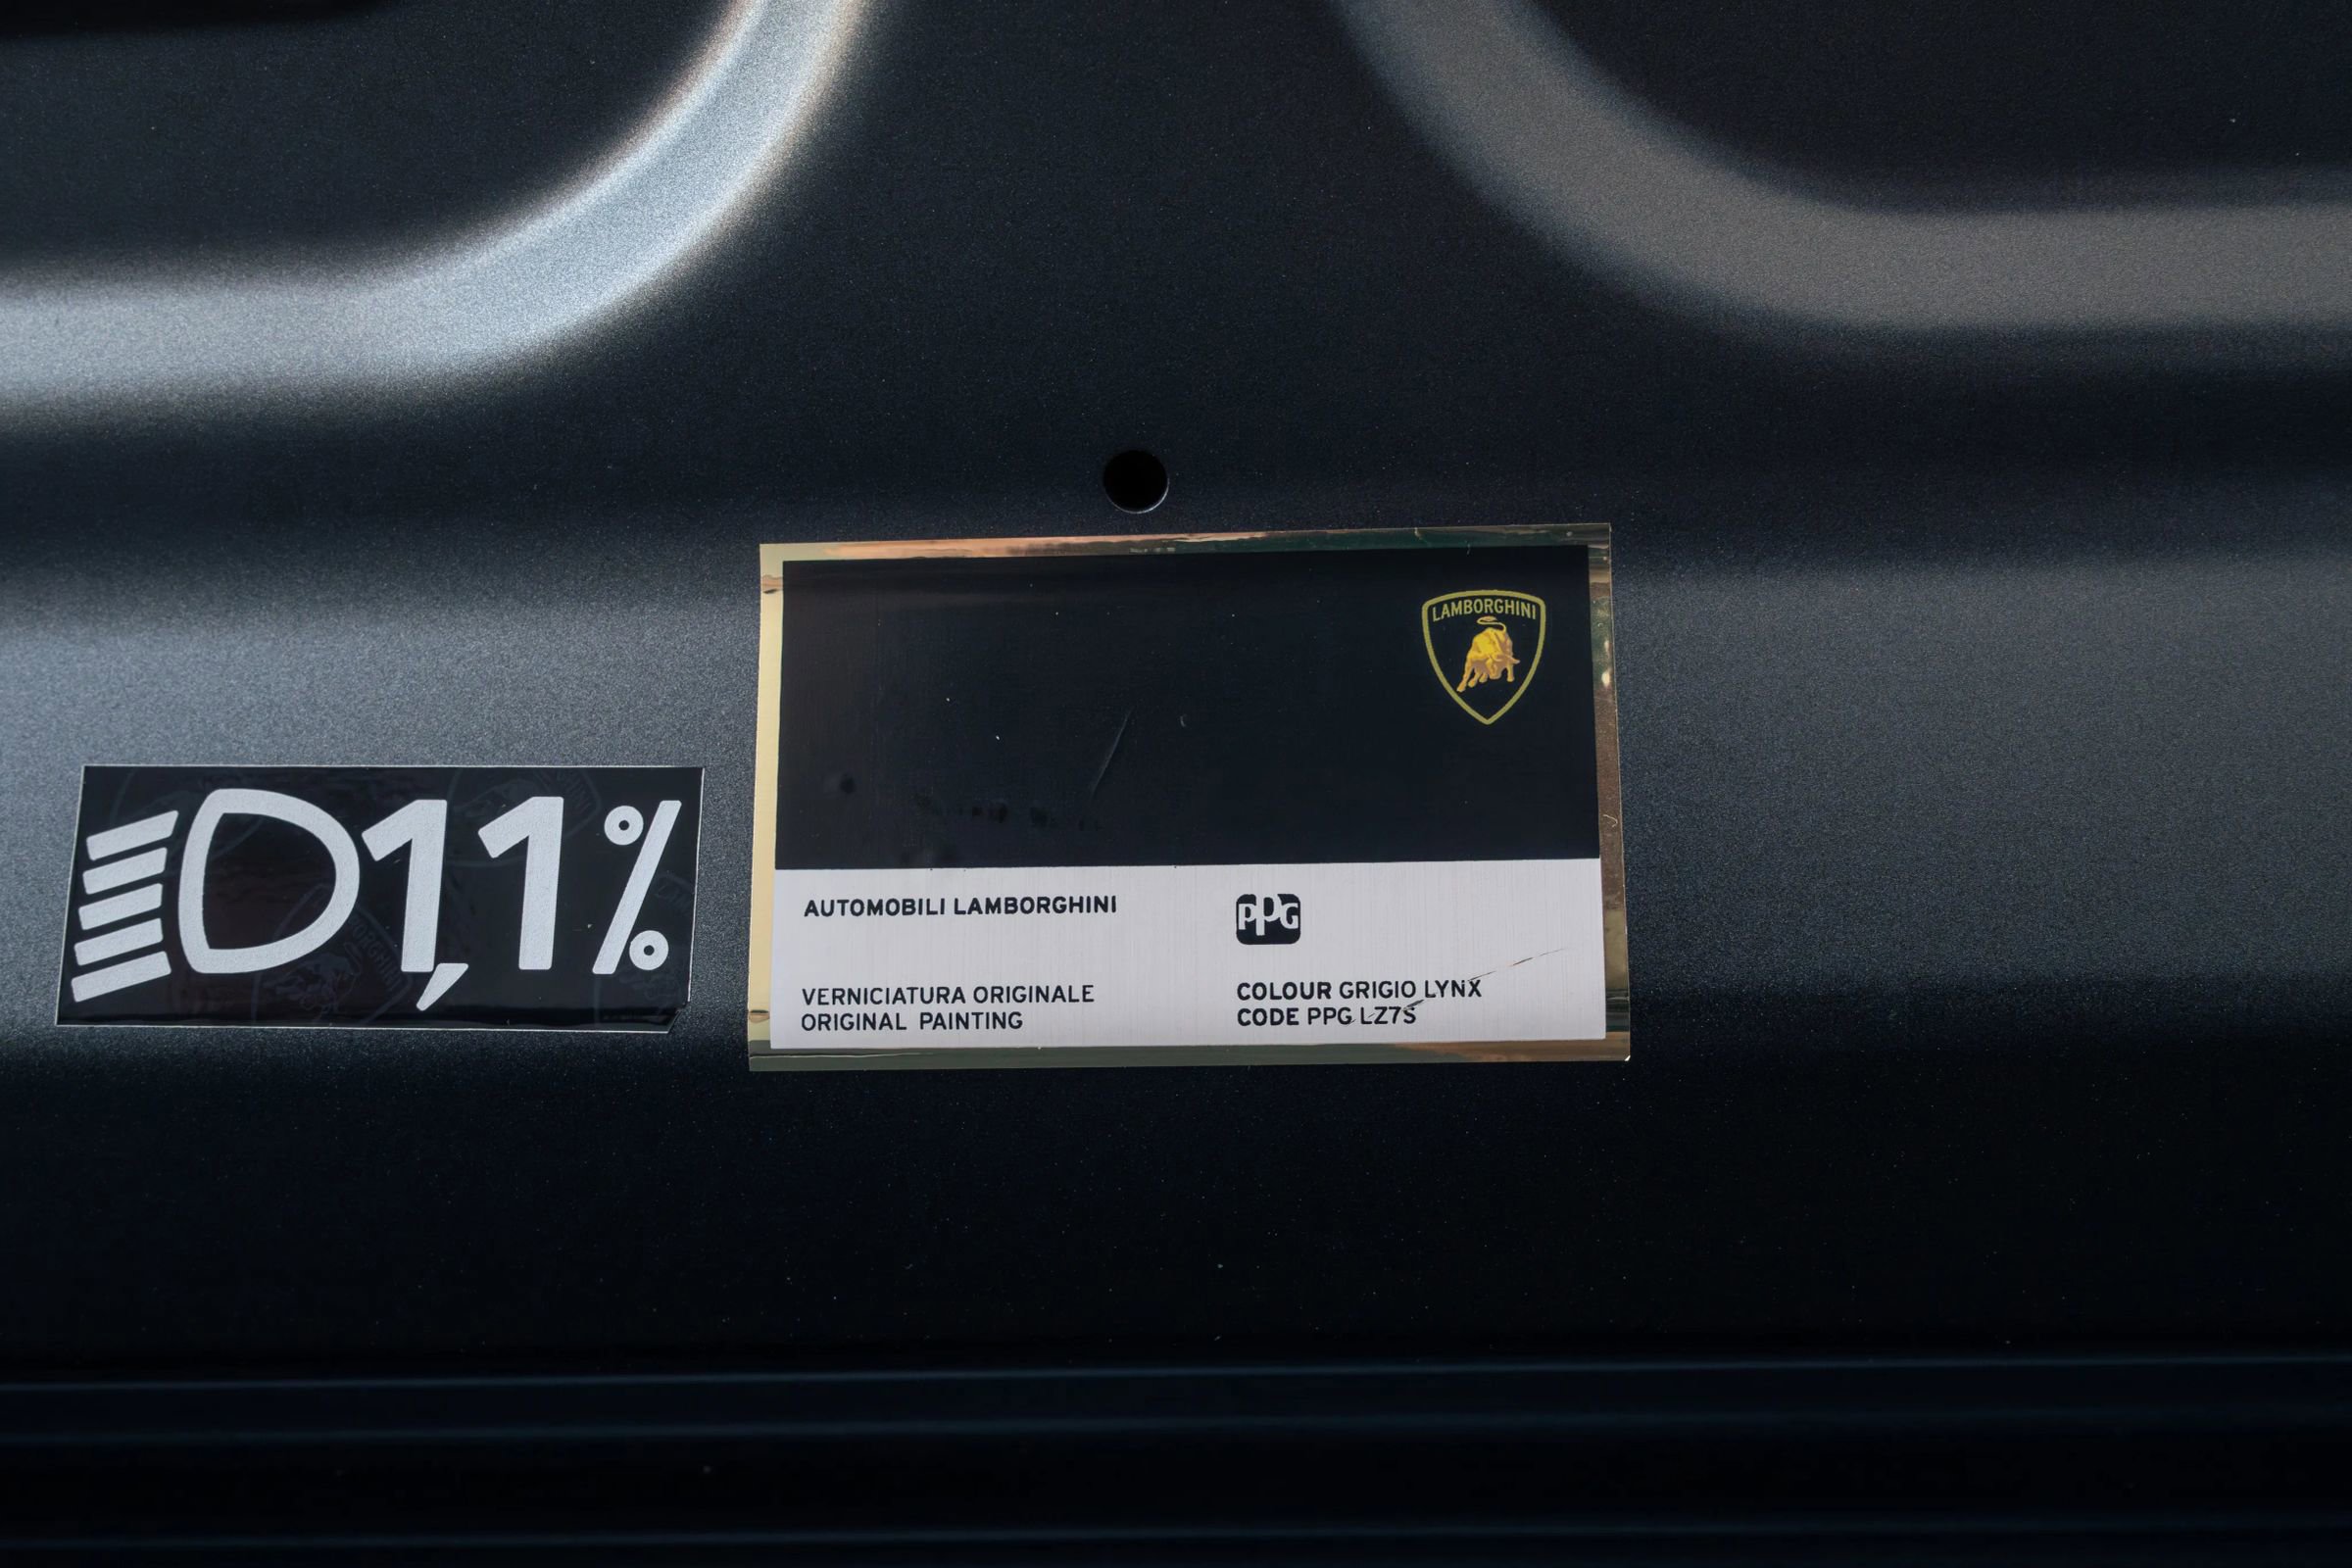 LAMBORGHINI
1,1%
AUTOMOBILI LAMBORGHINI
PPG
VERNICIATURA ORIGINALE
ORIGINAL PAINTING
COLOUR GRIGIO LYNX
CODE PPG LZ7S